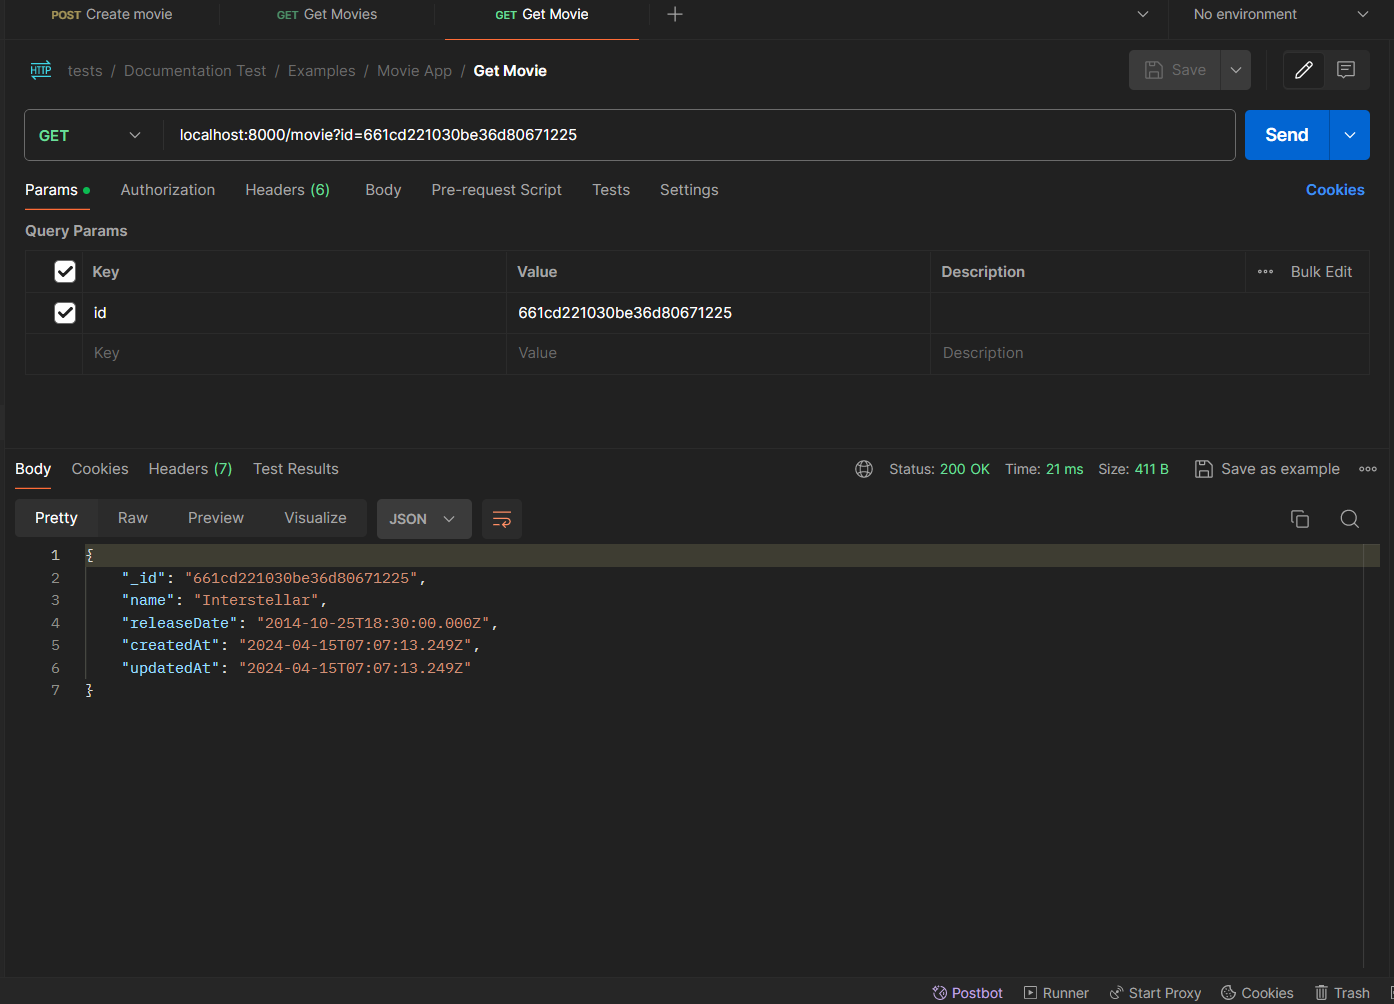 POST Create movie GET Get Movies GET Get Movie No environment
HTTP tests / Documentation Test / Examples / Movie App / Get Movie Save
GET localhost:8000/movie?id=661cd221030be36d80671225 Send
Params Authorization Headers (6) Body Pre-request Script Tests Settings Cookies
Query Params
Key Value Description Bulk Edit
id 661cd221030be36d80671225
Key Value Description
Body Cookies Headers (7) Test Results Status: 200 OK Time: 21 ms Size: 411 B Save as example
Pretty Raw Preview Visualize JSON
1 {
2 "_id": "661cd221030be36d80671225",
3 "name": "Interstellar",
4 "releaseDate": "2014-10-25T18:30:00.000Z",
5 "createdAt": "2024-04-15T07:07:13.249Z",
6 "updatedAt": "2024-04-15T07:07:13.249Z"
7 }
Postbot Runner Start Proxy Cookies Trash